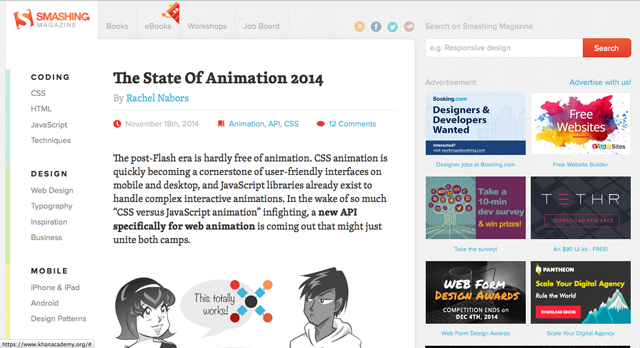 SMASHING
MAGAZINE
Books
eBooks
Workshops
Job Board
Search on Smashing Magazine
e.g. Responsive design
Search
CODING
CSS
HTML
JavaScript
Techniques
DESIGN
Web Design
Typography
Inspiration
Business
MOBILE
iPhone & iPad
Android
Design Patterns
https://www.khanacademy.org/#
The State Of Animation 2014
By Rachel Nabors
November 18th, 2014
Animation, API, CSS
12 Comments
The post-Flash era is hardly free of animation. CSS animation is
quickly becoming a cornerstone of user-friendly interfaces on
mobile and desktop, and JavaScript libraries already exist to
handle complex interactive animations. In the wake of so much
“CSS versus JavaScript animation” infighting, a new API
specifically for web animation is coming out that might just
unite both camps.
This totally
works!
Advertisement
Advertise with us!
Booking.com
Designers &
Developers
Wanted
Interested?
visit workingatbooking.com
Designer jobs at Booking.com
Free
Websites
Sites
Free Website Builder
Take a
10-min
dev survey
& win prizes!
Take the survey!
TETHR
DOWNLOAD FOR FREE
An $80 UI kit - FREE!
WEB FORM
DESIGN AWARDS
COMPETITION ENDS ON
DEC 4TH, 2014
Web Form Design Awards
PANTHEON
Scale Your Digital Agency
Rule the World
DOWNLOAD EBOOK
Scale Your Digital Agency